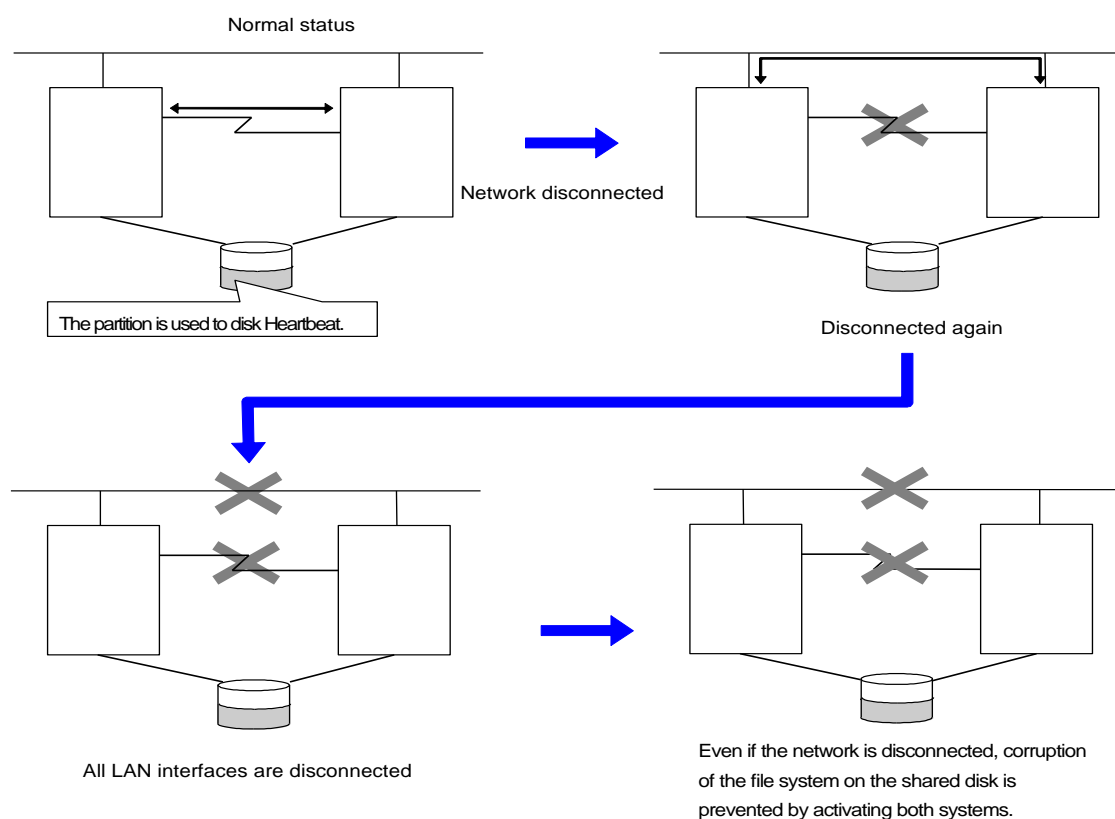 Normal status
Network disconnected
The partition is used to disk Heartbeat.
Disconnected again
All LAN interfaces are disconnected
Even if the network is disconnected, corruption
of the file system on the shared disk is
prevented by activating both systems.